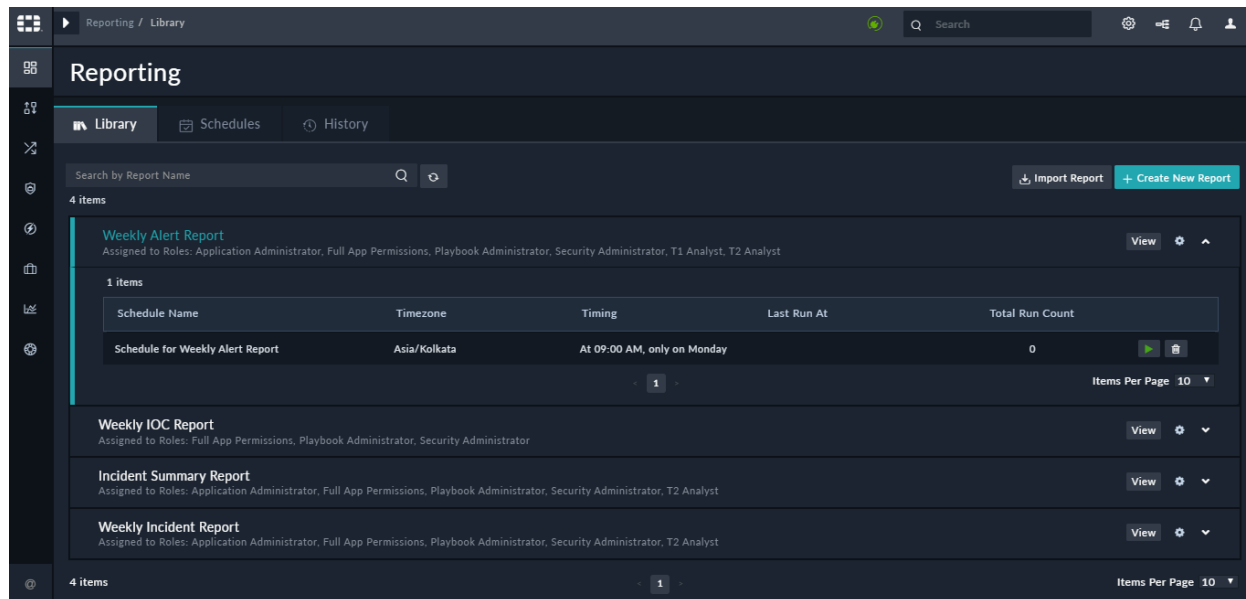 Reporting / Library
Search
Reporting
Library Schedules History
Search by Report Name
Import Report + Create New Report
4 items
Weekly Alert Report
View
Assigned to Roles: Application Administrator, Full App Permissions, Playbook Administrator, Security Administrator, T1 Analyst, T2 Analyst
1 items
Schedule Name Timezone Timing Last Run At Total Run Count
Schedule for Weekly Alert Report Asia/Kolkata At 09:00 AM, only on Monday 0
< 1 > Items Per Page 10
Weekly IOC Report
View
Assigned to Roles: Full App Permissions, Playbook Administrator, Security Administrator
Incident Summary Report
View
Assigned to Roles: Application Administrator, Full App Permissions, Playbook Administrator, Security Administrator, T2 Analyst
Weekly Incident Report
View
Assigned to Roles: Application Administrator, Full App Permissions, Playbook Administrator, Security Administrator, T2 Analyst
@ 4 items < 1 > Items Per Page 10